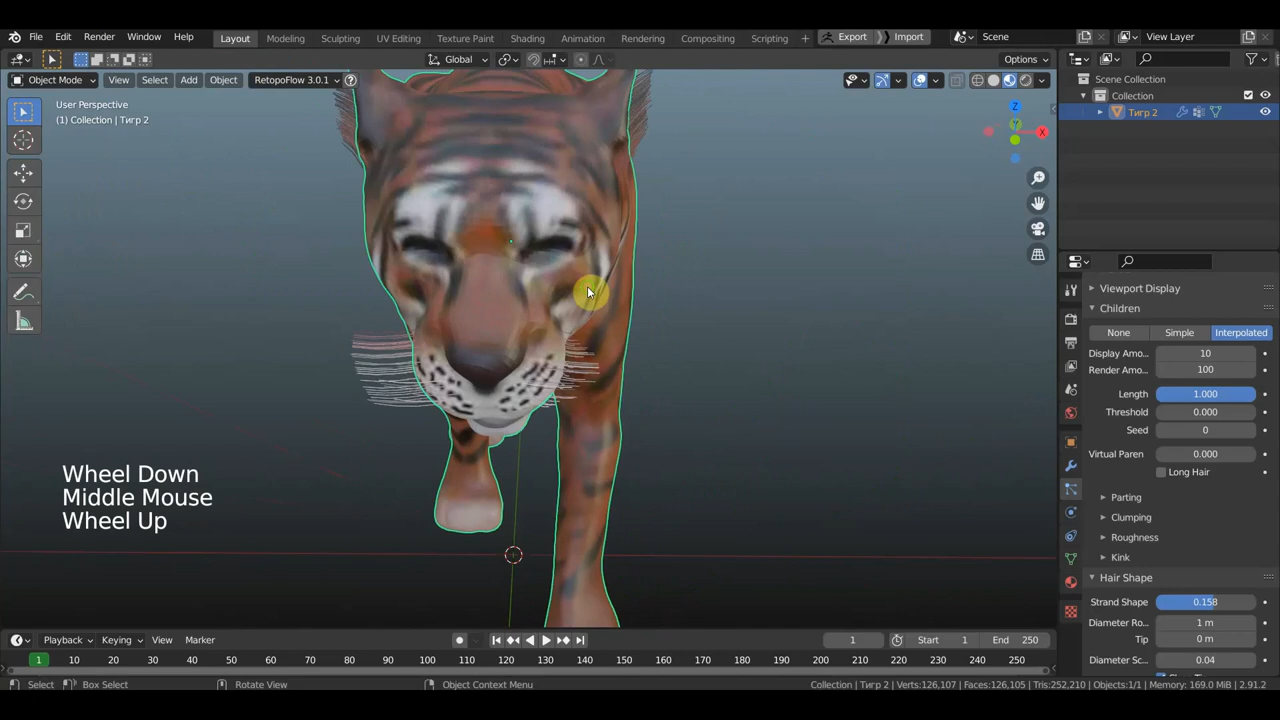 File Edit Render Window Help Layout Modeling Sculpting UV Editing Texture Paint Shading Animation Rendering Compositing Scripting + Export Import Scene View Layer
Global Options
Object Mode View Select Add Object RetopoFlow 3.0.1
User Perspective
(1) Collection | Тигр 2
Z
Y
X
Wheel Down
Middle Mouse
Wheel Up
Scene Collection
Collection
Тигр 2
Viewport Display
Children
None Simple Interpolated
Display Amo... 10
Render Amo... 100
Length 1.000
Threshold 0.000
Seed 0
Virtual Paren 0.000
Long Hair
Parting
Clumping
Roughness
Kink
Hair Shape
Strand Shape 0.158
Diameter Ro... 1 m
Tip 0 m
Diameter Sc... 0.04
Playback Keying View Marker 1 Start 1 End 250
1 10 20 30 40 50 60 70 80 90 100 110 120 130 140 150 160 170 180 190 200 210 220 230 240 250
Select Box Select Rotate View Object Context Menu Collection | Тигр 2 | Verts:126,107 | Faces:126,105 | Tris:252,210 | Objects:1/1 | Memory: 169.0 MiB | 2.91.2